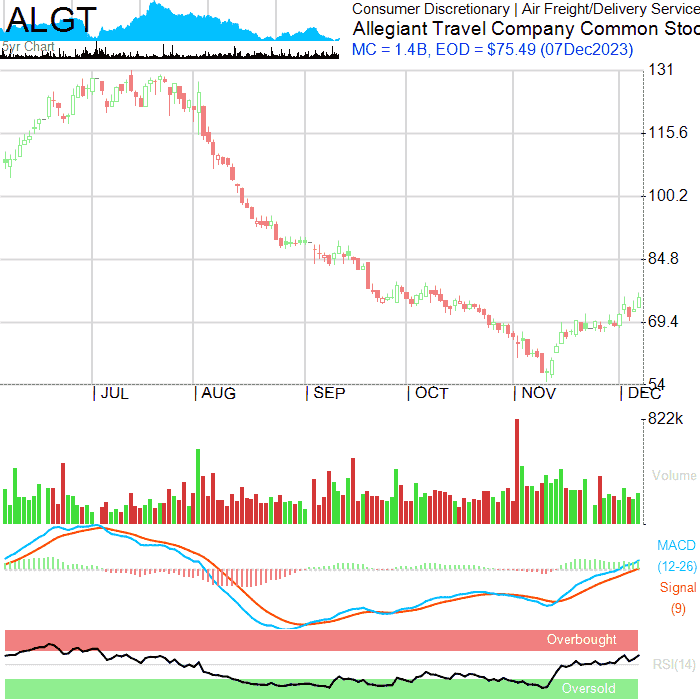 ALGT
5yr Chart
Consumer Discretionary | Air Freight/Delivery Service
Allegiant Travel Company Common Stoc
MC = 1.4B, EOD = $75.49 (07Dec2023)
131
115.6
100.2
84.8
69.4
54
JUL AUG SEP OCT NOV DEC
822k
Volume
MACD
(12-26)
Signal
(9)
Overbought
RSI(14)
Oversold